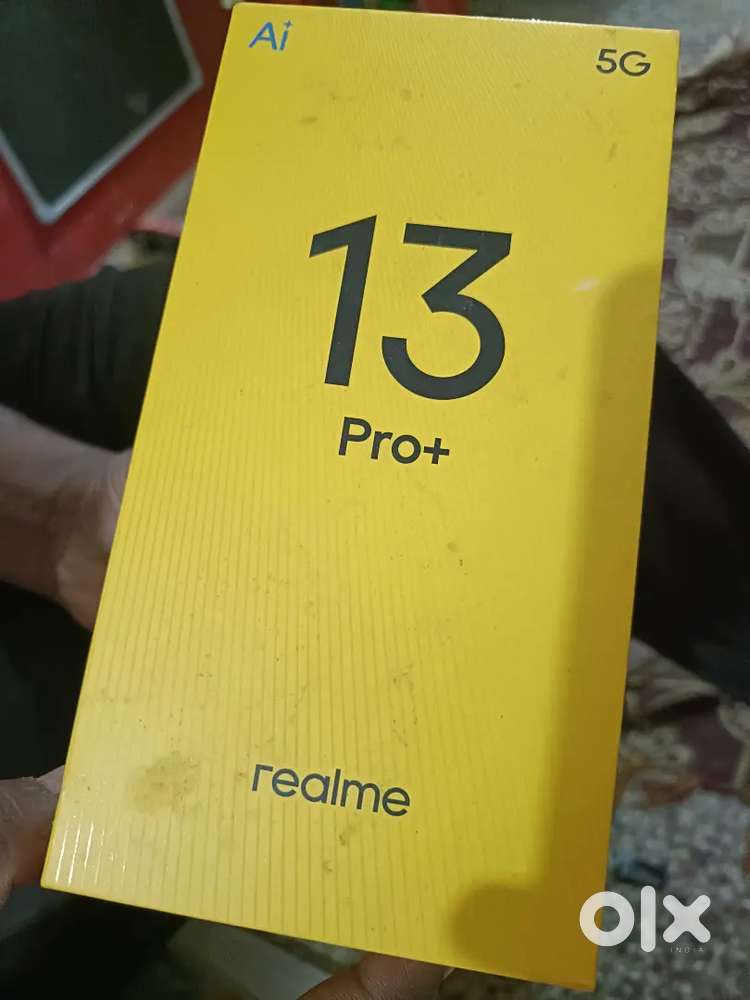 Ai
5G
13
Pro+
realme
olx
INDIA